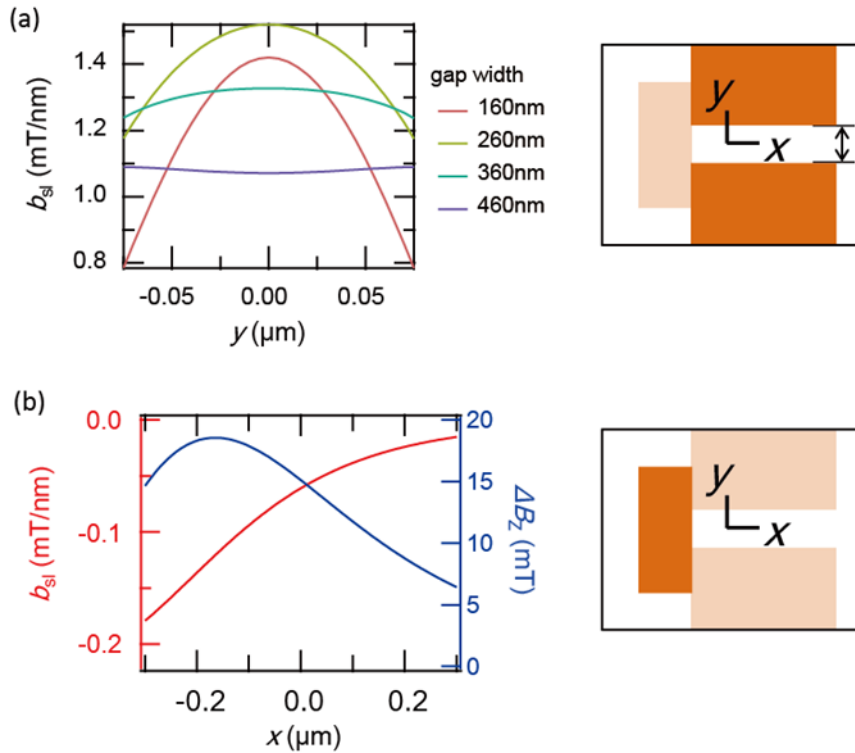 (a)
b_sl (mT/nm)
1.4
1.2
1.0
0.8
-0.05
0.00
0.05
y (μm)
gap width
160nm
260nm
360nm
460nm
y
x
(b)
b_sl (mT/nm)
0.0
-0.1
-0.2
20
15
10
5
0
ΔB_Z (mT)
-0.2
0.0
0.2
x (μm)
y
x